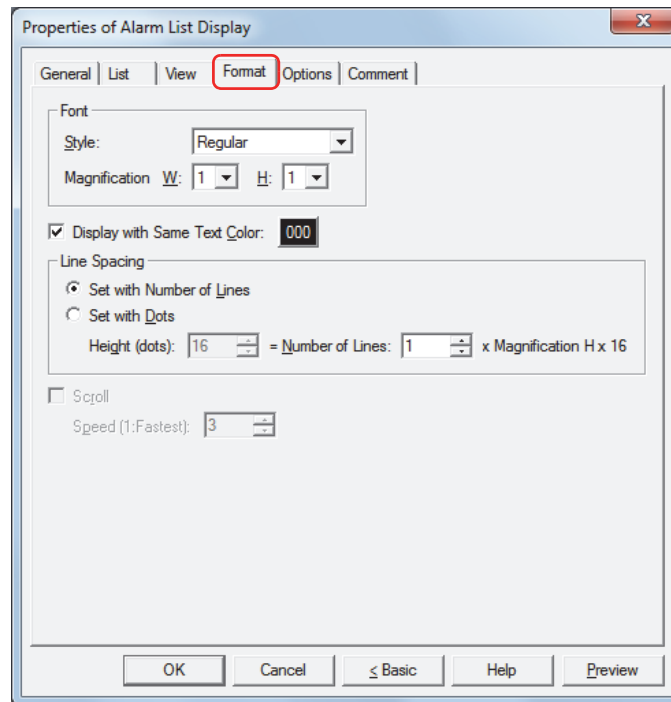 Properties of Alarm List Display
x
General List View Format Options Comment
Font
Style: Regular
Magnification W: 1 H: 1
Display with Same Text Color: 000
Line Spacing
Set with Number of Lines
Set with Dots
Height (dots): 16 = Number of Lines: 1 x Magnification H x 16
Scroll
Speed (1:Fastest): 3
OK Cancel < Basic Help Preview